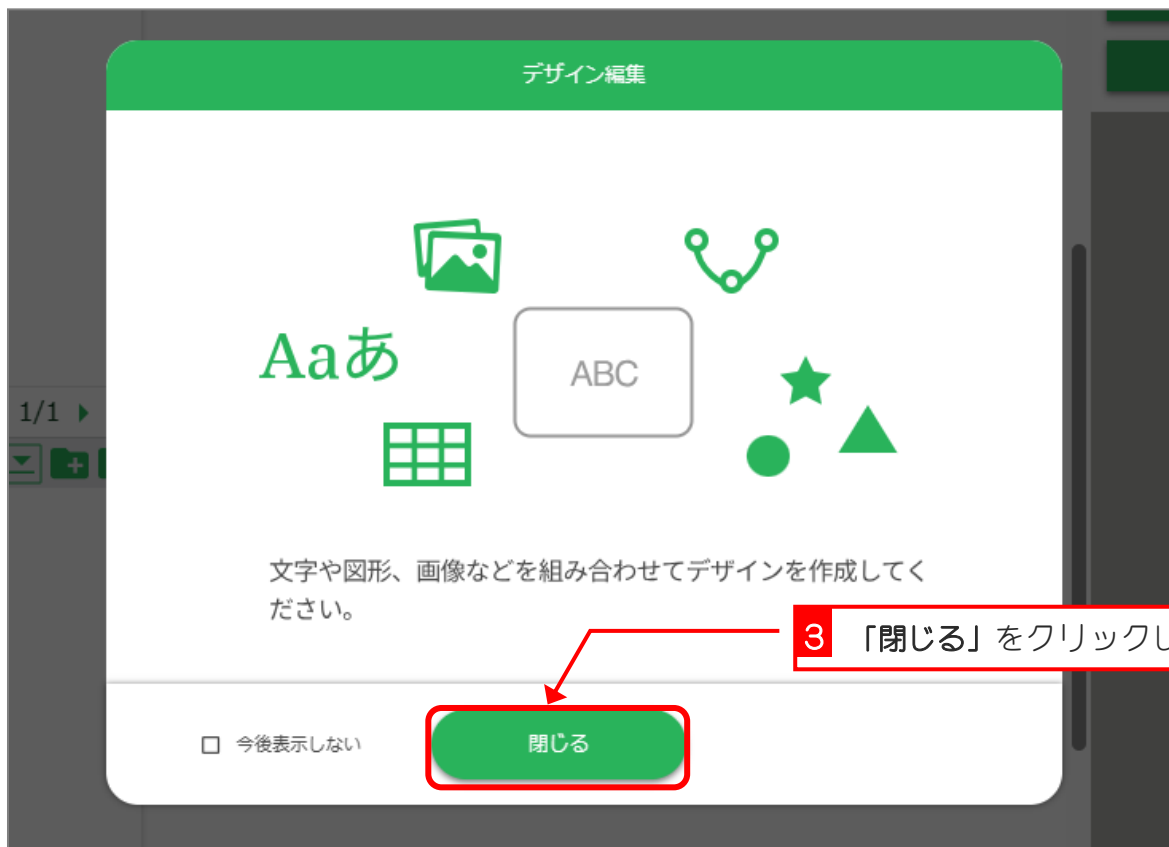 デザイン編集
Aaあ
ABC
1/1
文字や図形、画像などを組み合わせてデザインを作成してく
ださい。
3 「閉じる」をクリックし
今後表示しない
閉じる